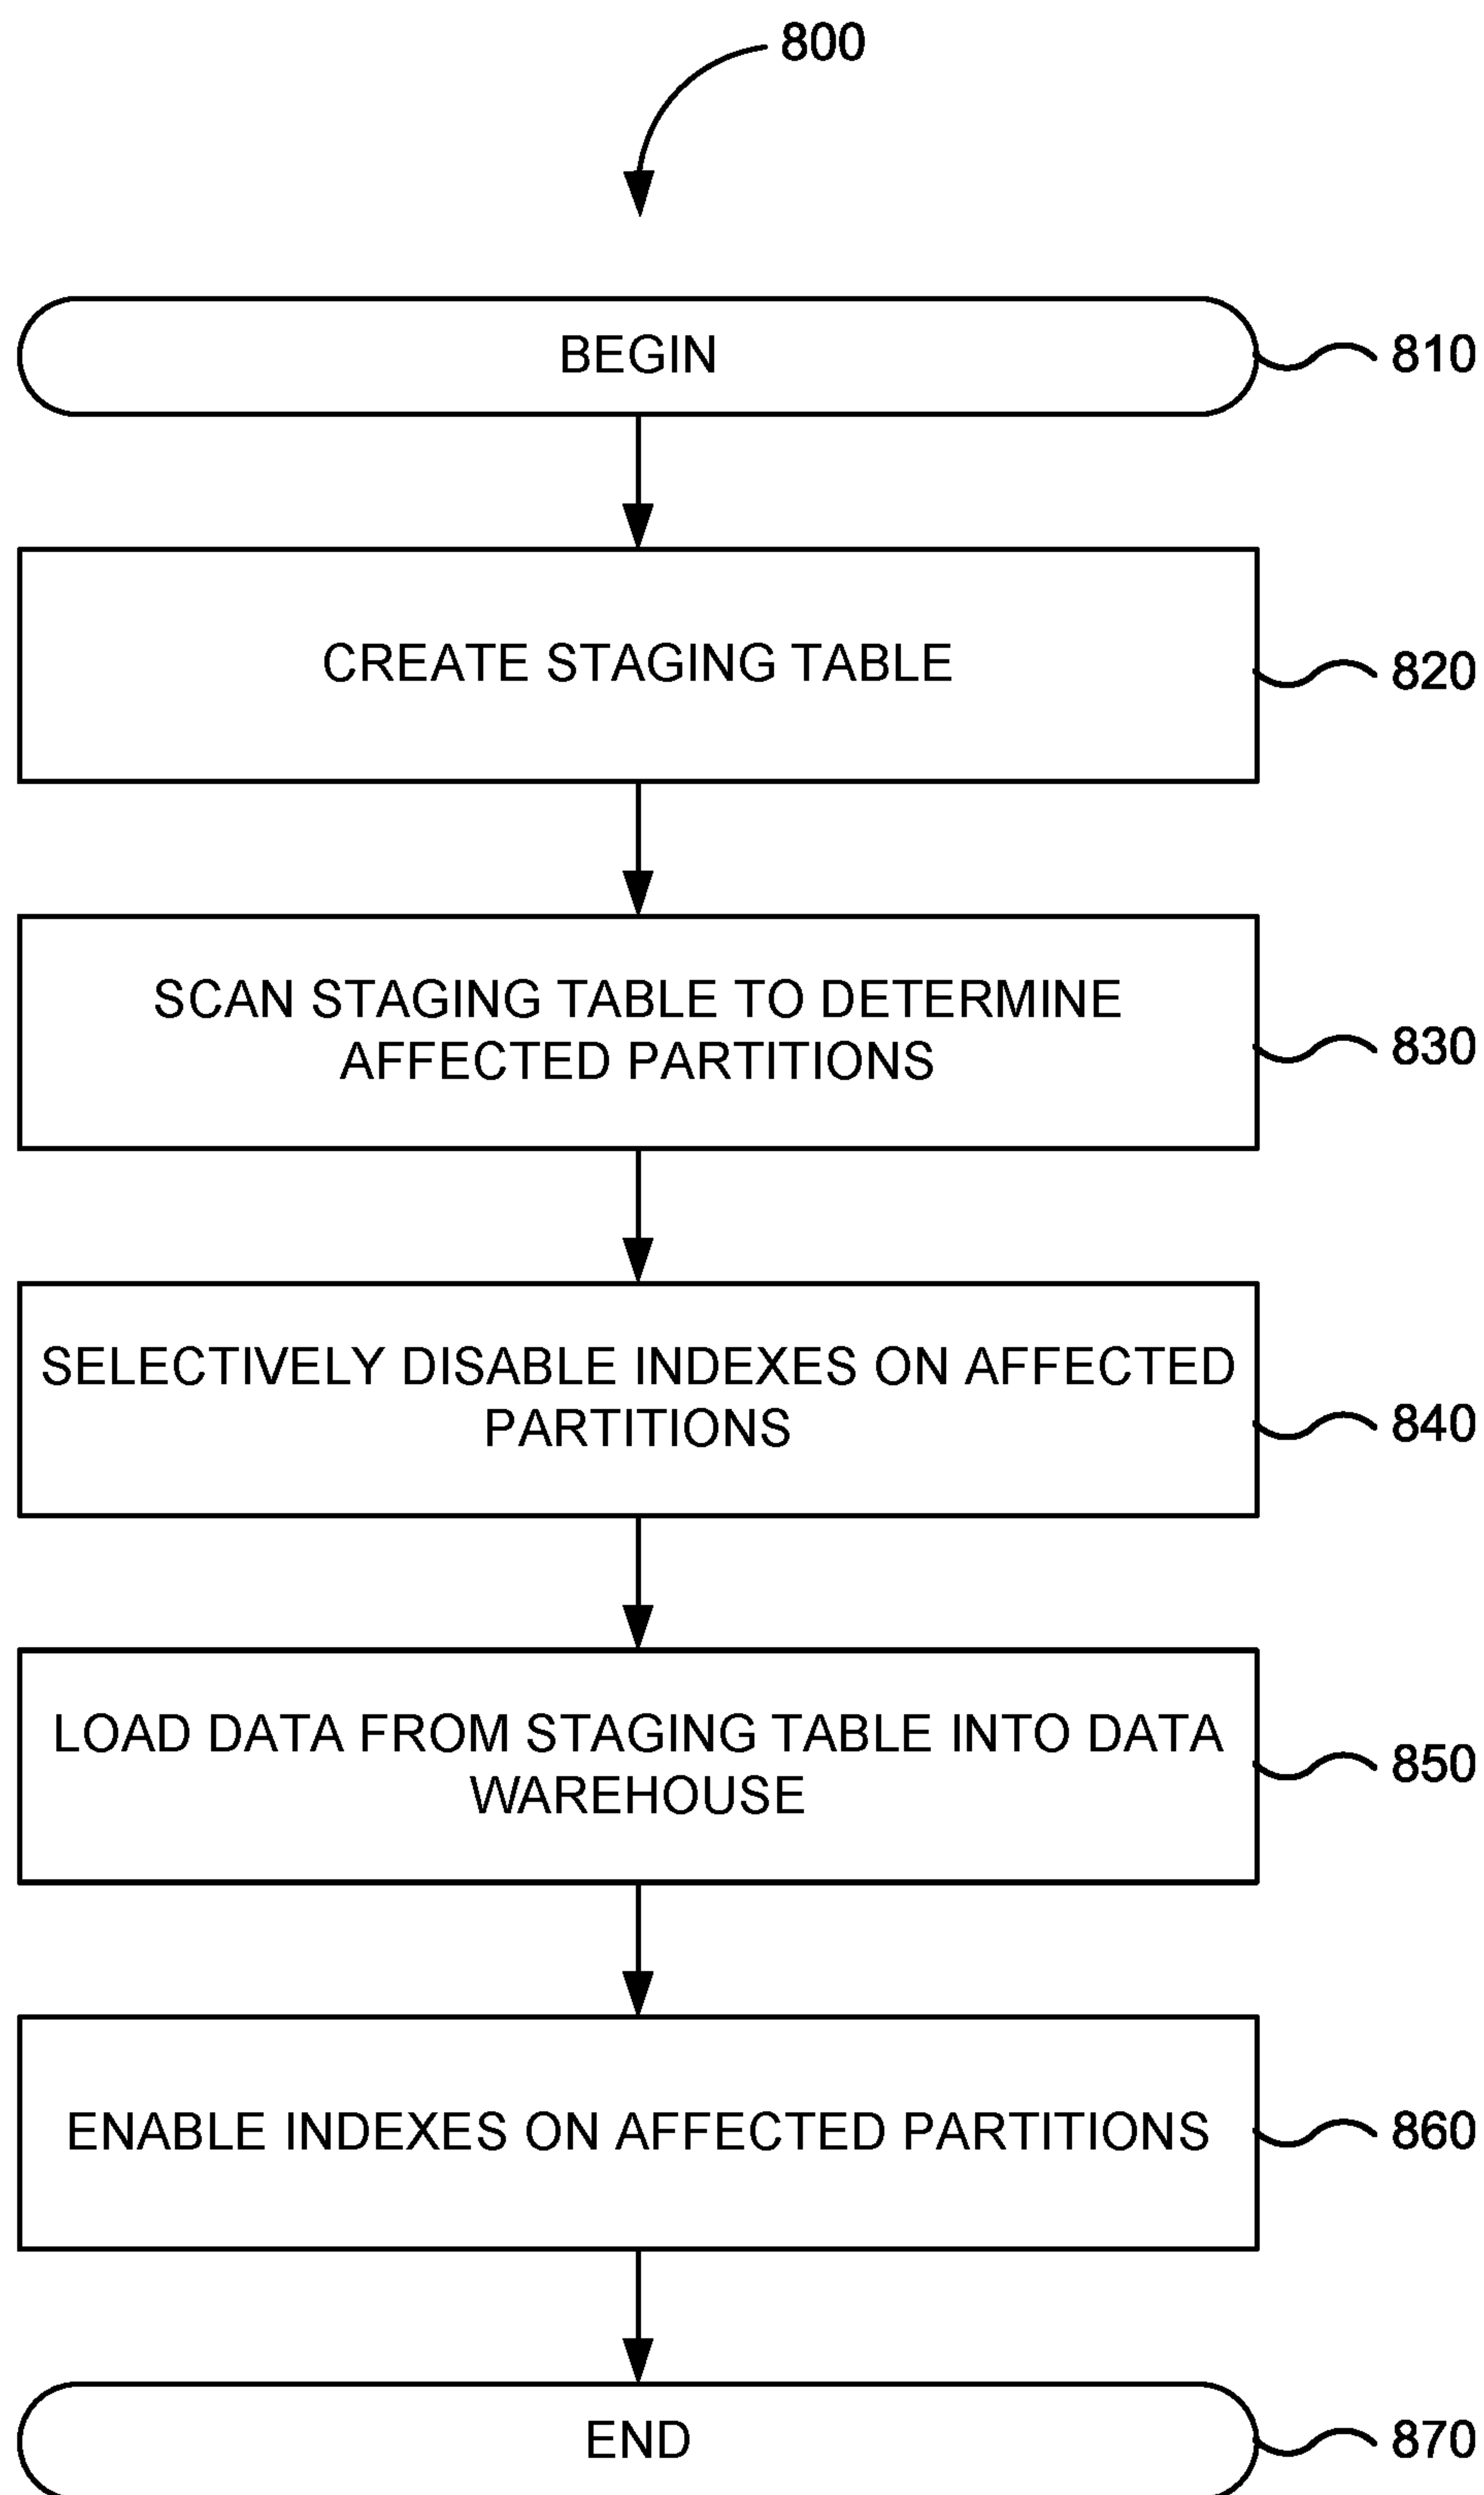 800
BEGIN
810
CREATE STAGING TABLE
820
SCAN STAGING TABLE TO DETERMINE
AFFECTED PARTITIONS
830
SELECTIVELY DISABLE INDEXES ON AFFECTED
PARTITIONS
840
LOAD DATA FROM STAGING TABLE INTO DATA
WAREHOUSE
850
ENABLE INDEXES ON AFFECTED PARTITIONS
860
END
870